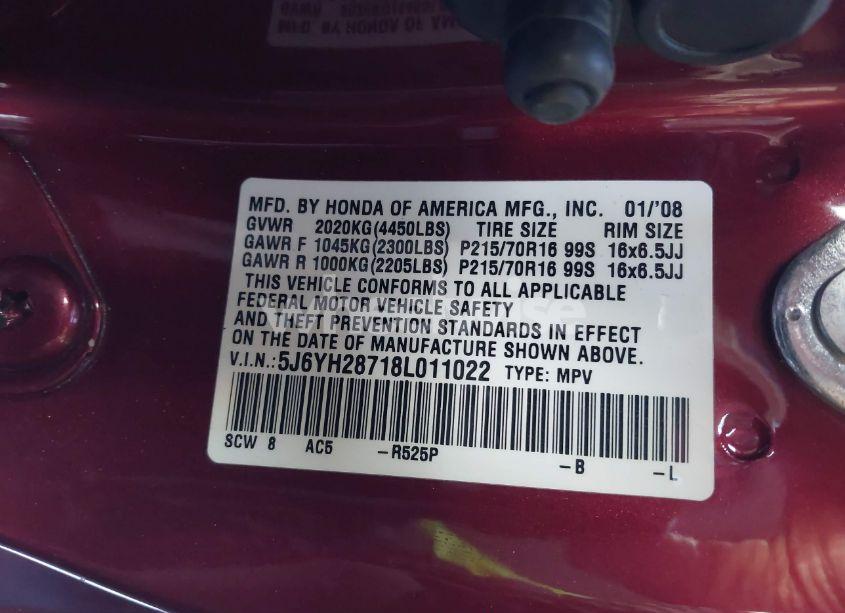 MFD. BY HONDA OF AMERICA MFG., INC. 01/'08
GVWR 2020KG(4450LBS) TIRE SIZE RIM SIZE
GAWR F 1045KG(2300LBS) P215/70R16 99S 16x6.5JJ
GAWR R 1000KG(2205LBS) P215/70R16 99S 16x6.5JJ
THIS VEHICLE CONFORMS TO ALL APPLICABLE
FEDERAL MOTOR VEHICLE SAFETY
AND THEFT PREVENTION STANDARDS IN EFFECT
ON THE DATE OF MANUFACTURE SHOWN ABOVE.
V.I.N.: 5J6YH28718L011022 TYPE: MPV
SCW 8 AC5 -R525P -B -L